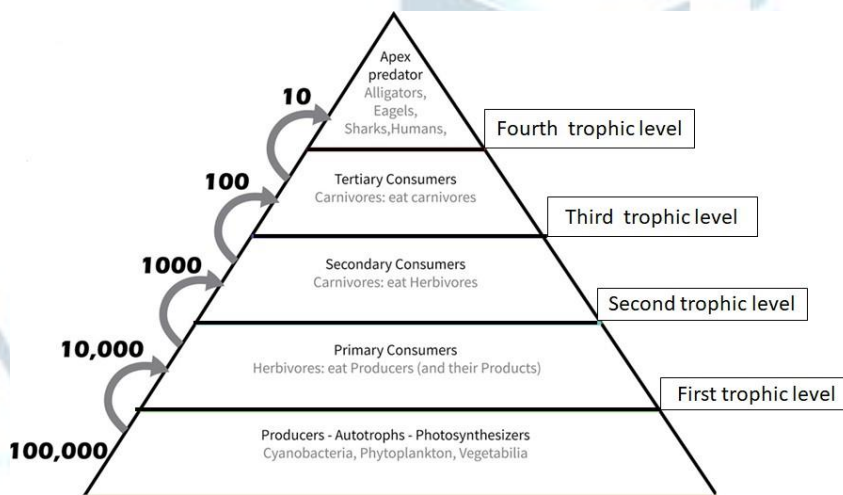 Apex
predator
Alligators,
Eagels,
Sharks,Humans,
10
Fourth trophic level
Tertiary Consumers
Carnivores: eat carnivores
100
Third trophic level
Secondary Consumers
Carnivores: eat Herbivores
1000
Second trophic level
Primary Consumers
Herbivores: eat Producers (and their Products)
10,000
First trophic level
Producers - Autotrophs - Photosynthesizers
Cyanobacteria, Phytoplankton, Vegetabilia
100,000